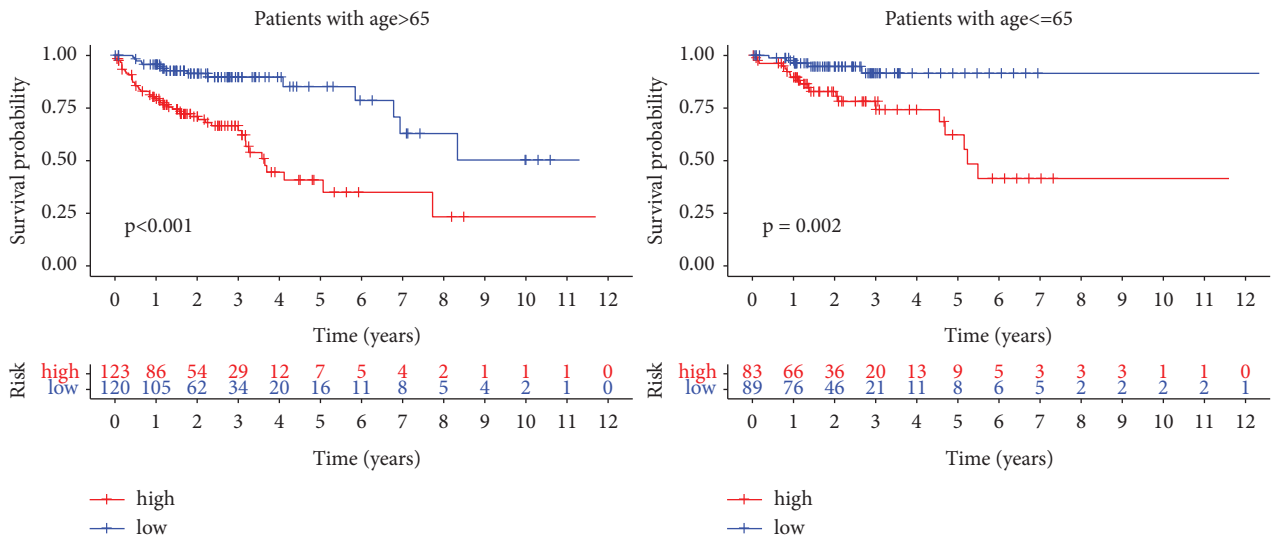 Patients with age>65
Survival probability
1.00
0.75
0.50
0.25
0.00
p<0.001
0 1 2 3 4 5 6 7 8 9 10 11 12
Time (years)
Risk
high 123 86 54 29 12 7 5 4 2 1 1 1 0
low 120 105 62 34 20 16 11 8 5 4 2 1 0
0 1 2 3 4 5 6 7 8 9 10 11 12
Time (years)
high
low
Patients with age<=65
Survival probability
1.00
0.75
0.50
0.25
0.00
p = 0.002
0 1 2 3 4 5 6 7 8 9 10 11 12
Time (years)
Risk
high 83 66 36 20 13 9 5 3 3 3 1 1 0
low 89 76 46 21 11 8 6 5 2 2 2 2 1
0 1 2 3 4 5 6 7 8 9 10 11 12
Time (years)
high
low